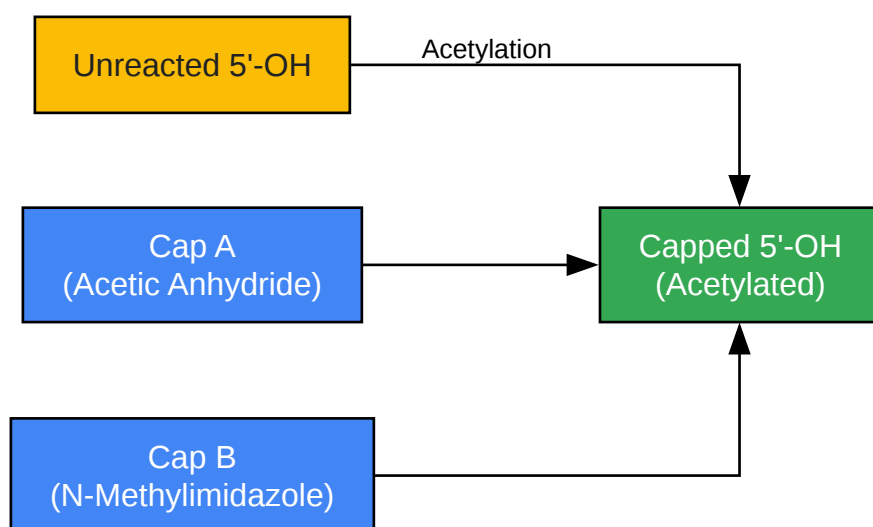 Unreacted 5'-OH
Acetylation
Cap A
(Acetic Anhydride)
Capped 5'-OH
(Acetylated)
Cap B
(N-Methylimidazole)